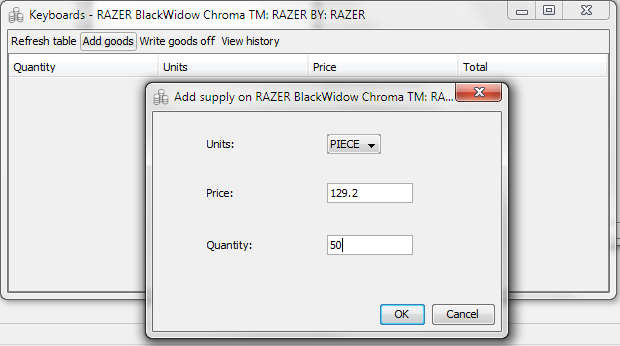 Keyboards - RAZER BlackWidow Chroma TM: RAZER BY: RAZER
Refresh table Add goods Write goods off View history
Quantity Units Price Total
Add supply on RAZER BlackWidow Chroma TM: RA...
Units: PIECE
Price: 129.2
Quantity: 50
OK Cancel